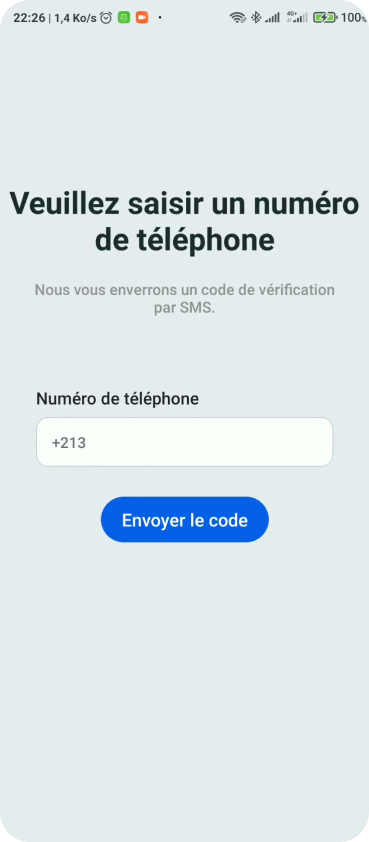 22:26 | 1,4 Ko/s 4G+ 100%
Veuillez saisir un numéro
de téléphone
Nous vous enverrons un code de vérification
par SMS.
Numéro de téléphone
+213
Envoyer le code